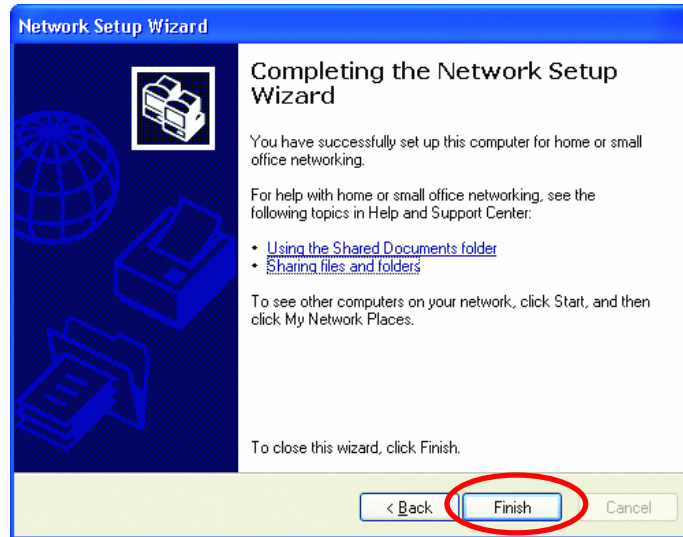 Network Setup Wizard
Completing the Network Setup
Wizard
You have successfully set up this computer for home or small
office networking.
For help with home or small office networking, see the
following topics in Help and Support Center:
• Using the Shared Documents folder
• Sharing files and folders
To see other computers on your network, click Start, and then
click My Network Places.
To close this wizard, click Finish.
< Back Finish Cancel